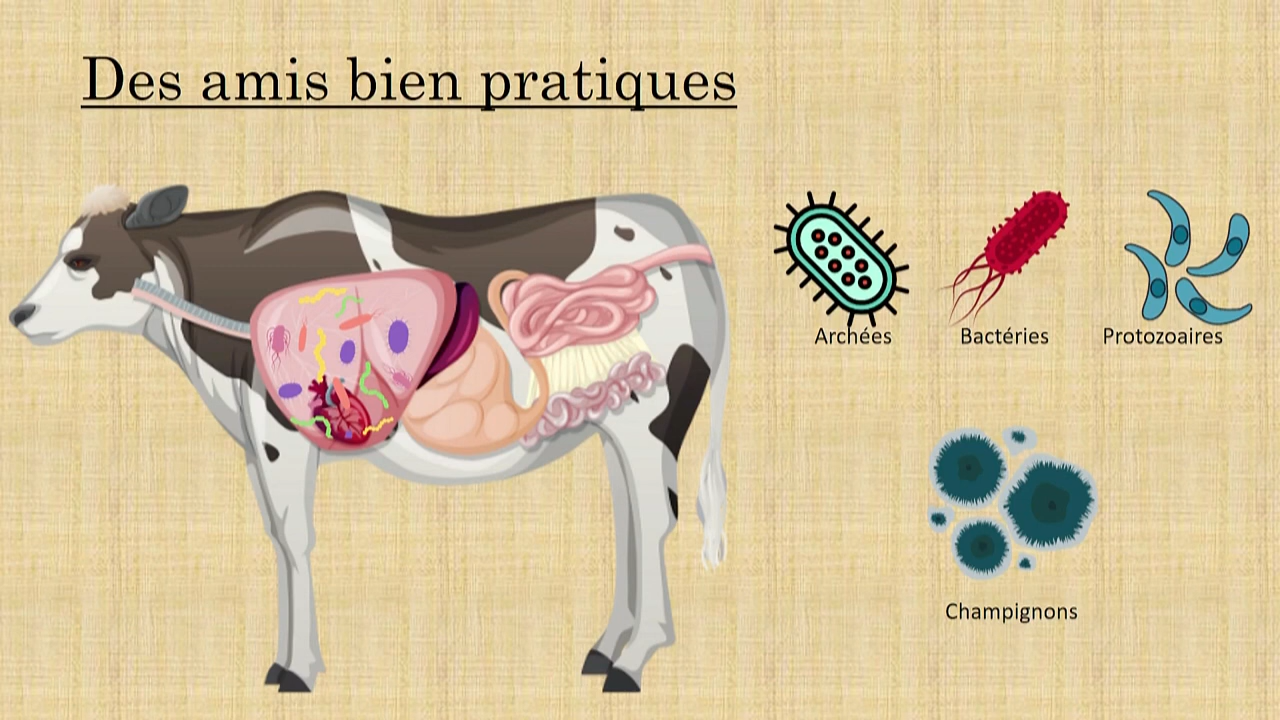 Des amis bien pratiques
Archées
Bactéries
Protozoaires
Champignons